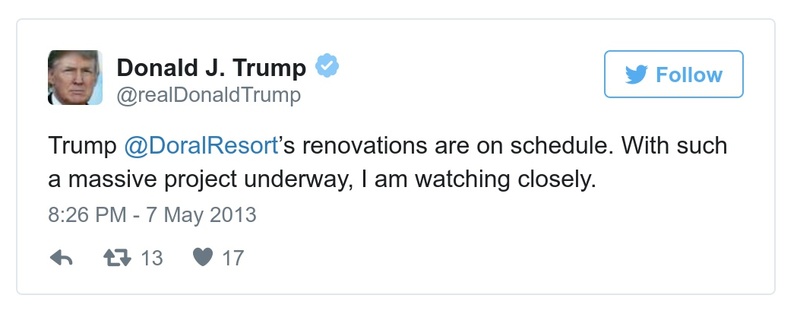 Donald J. Trump
@realDonaldTrump
Follow
Trump @DoralResort’s renovations are on schedule. With such
a massive project underway, I am watching closely.
8:26 PM - 7 May 2013
13 17